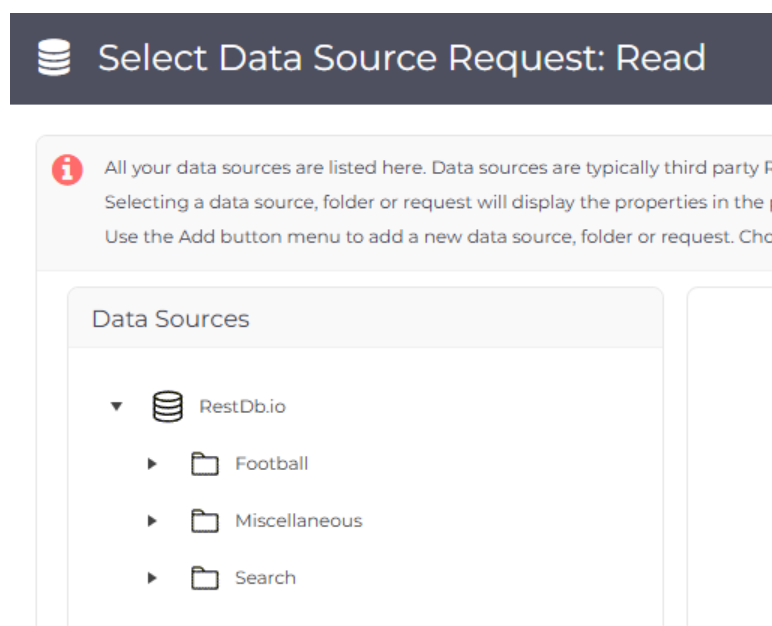 Select Data Source Request: Read
All your data sources are listed here. Data sources are typically third party
Selecting a data source, folder or request will display the properties in the
Use the Add button menu to add a new data source, folder or request.
Data Sources
RestDb.io
Football
Miscellaneous
Search